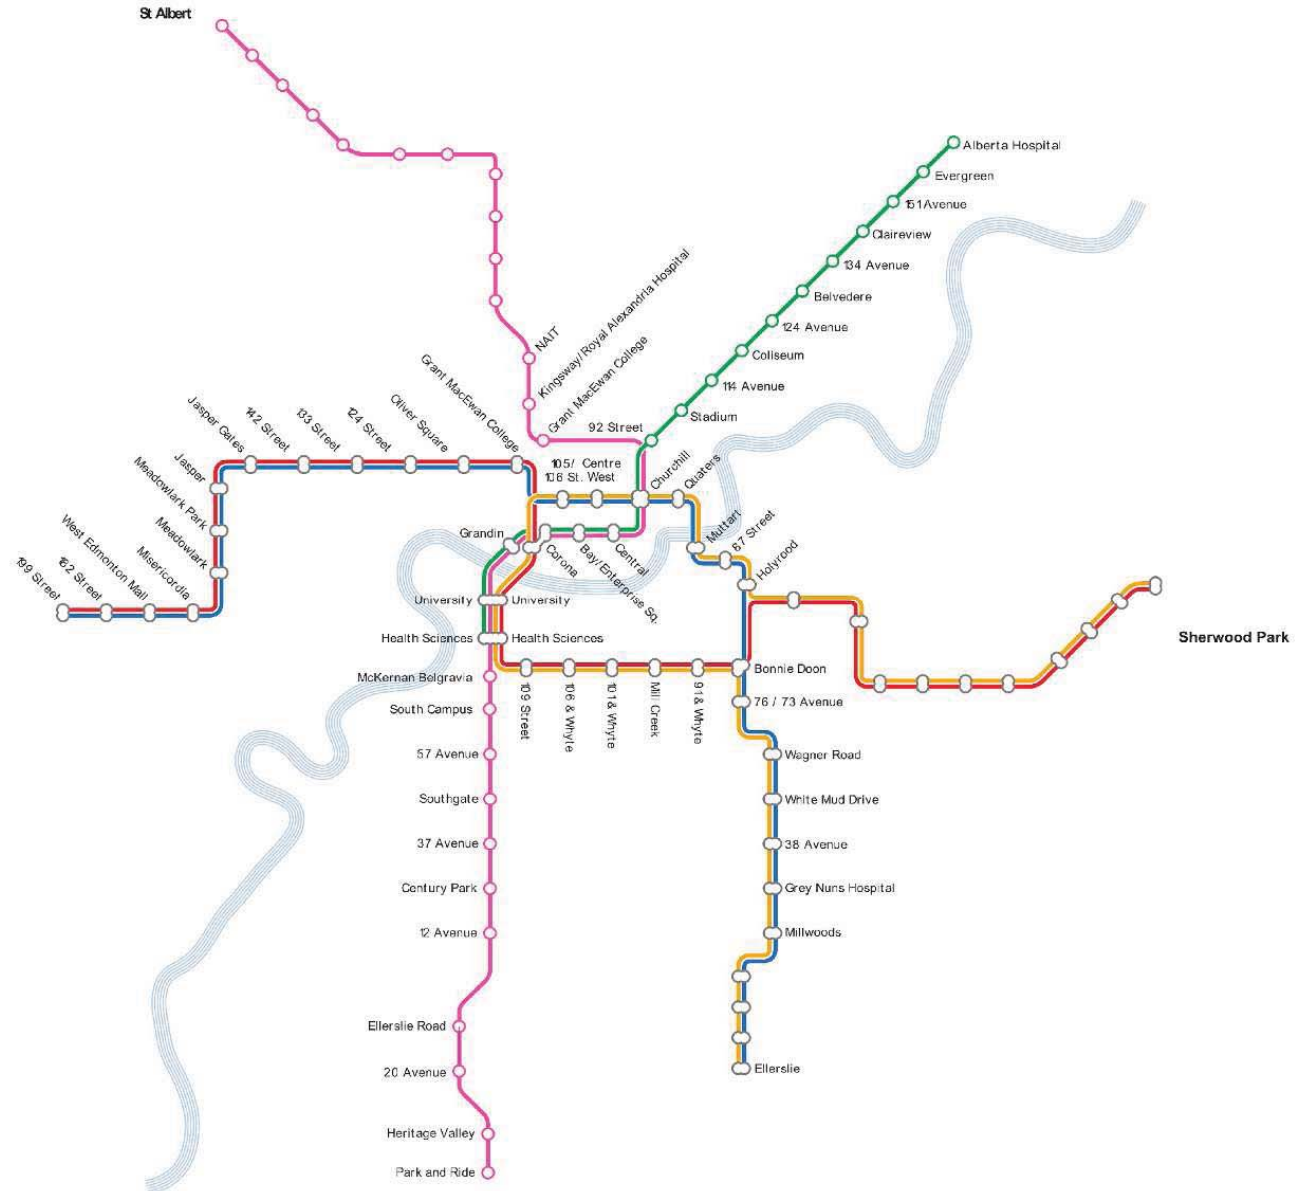 St Albert
Alberta Hospital
Evergreen
151 Avenue
Claireview
134 Avenue
Belvedere
124 Avenue
Coliseum
114 Avenue
Stadium
92 Street
NAIT
Kingsway/Royal Alexandria Hospital
Grant MacEwan College
Grant MacEwan College
Oliver Square
124 Street
133 Street
142 Street
Jasper Gates
Jasper
Meadowlark Park
Meadowlark
Misericordia
West Edmonton Mall
182 Street
199 Street
105/ Centre
106 St. West
Churchill
Quaters
Muttart
87 Street
Holyrood
Grandin
Corona
Bay/Enterprise Sq.
Central
University
University
Health Sciences
Health Sciences
McKernan Belgravia
South Campus
57 Avenue
Southgate
37 Avenue
Century Park
12 Avenue
Ellerslie Road
20 Avenue
Heritage Valley
Park and Ride
109 Street
106 & Whyte
101 & Whyte
Mill Creek
91 & Whyte
Bonnie Doon
76 / 73 Avenue
Wagner Road
White Mud Drive
38 Avenue
Grey Nuns Hospital
Millwoods
Ellerslie
Sherwood Park